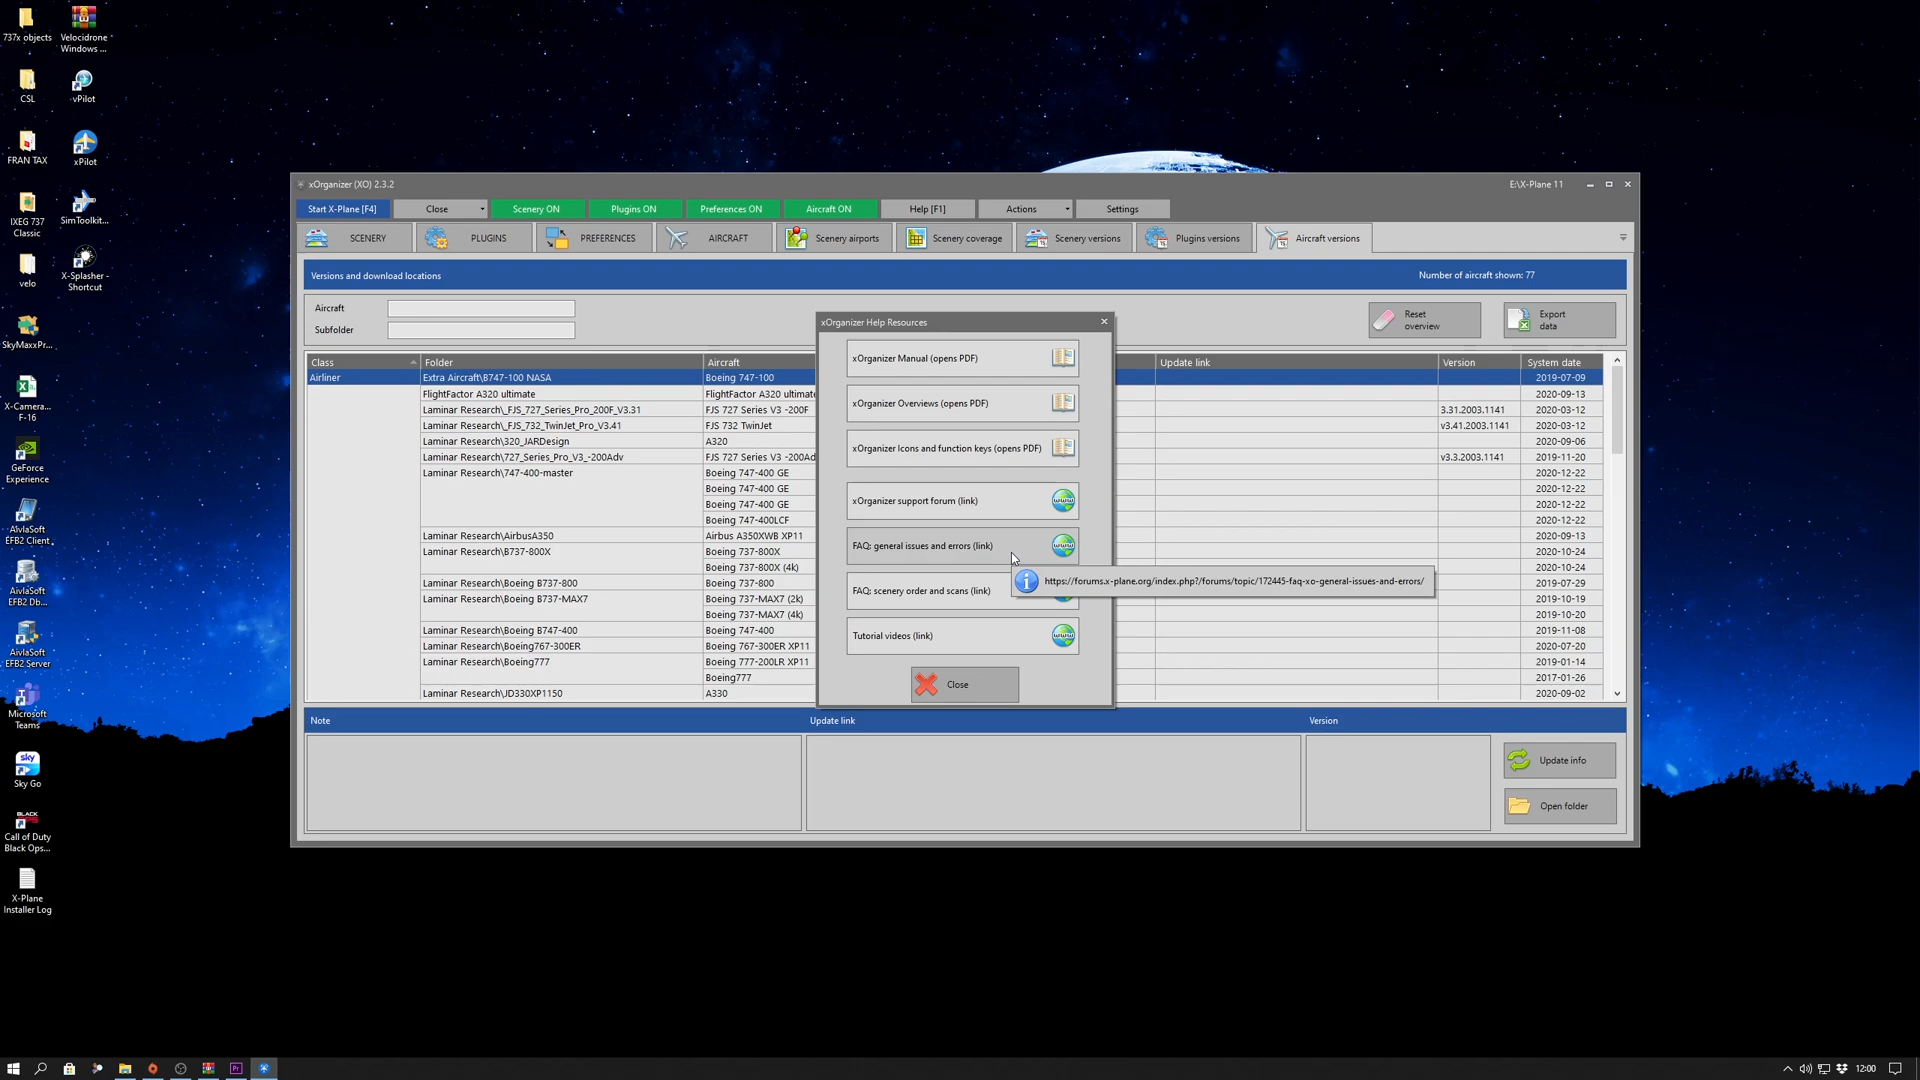 737x objects
Velocidrone
Windows ...
CSL
vPilot
FRAN TAX
xPilot
IXEG 737
Classic
SimToolkit...
velo
X-Splasher -
Shortcut
SkyMaxxPr...
X-Camera...
F-16
GeForce
Experience
AivlaSoft
EFB2 Client
AivlaSoft
EFB2 Db...
AivlaSoft
EFB2 Server
Microsoft
Teams
sky
go
Sky Go
BLACK
OPS
Call of Duty
Black Ops...
X-Plane
Installer Log
xOrganizer (XO) 2.3.2
E:\X-Plane 11
Start X-Plane [F4]
Close
Scenery ON
Plugins ON
Preferences ON
Aircraft ON
Help [F1]
Actions
Settings
SCENERY
PLUGINS
PREFERENCES
AIRCRAFT
Scenery airports
Scenery coverage
Scenery versions
Plugins versions
Aircraft versions
Versions and download locations
Number of aircraft shown: 77
Aircraft
Subfolder
Reset
overview
Export
data
Class Folder Aircraft Update link Version System date
Airliner Extra Aircraft\B747-100 NASA Boeing 747-100 2019-07-09
FlightFactor A320 ultimate FlightFactor A320 ultimate 2020-09-13
Laminar Research\_FJS_727_Series_Pro_200F_V3.31 FJS 727 Series V3 -200F 3.31.2003.1141 2020-03-12
Laminar Research\_FJS_732_TwinJet_Pro_V3.41 FJS 732 TwinJet v3.41.2003.1141 2020-03-12
Laminar Research\320_JARDesign A320 2020-09-06
Laminar Research\727_Series_Pro_V3_-200Adv FJS 727 Series V3 -200Ad v3.3.2003.1141 2019-11-20
Laminar Research\747-400-master Boeing 747-400 GE 2020-12-22
Boeing 747-400 GE 2020-12-22
Boeing 747-400 GE 2020-12-22
Boeing 747-400LCF 2020-12-22
Laminar Research\AirbusA350 Airbus A350XWB XP11 2020-09-13
Laminar Research\B737-800X Boeing 737-800X 2020-10-24
Boeing 737-800X (4k) 2020-10-24
Laminar Research\Boeing B737-800 Boeing 737-800 2019-07-29
Laminar Research\Boeing B737-MAX7 Boeing 737-MAX7 (2k) 2019-10-19
Boeing 737-MAX7 (4k) 2019-10-20
Laminar Research\Boeing B747-400 Boeing 747-400 2019-11-08
Laminar Research\Boeing767-300ER Boeing 767-300ER XP11 2020-07-20
Laminar Research\Boeing777 Boeing 777-200LR XP11 2019-01-14
Boeing777 2017-01-26
Laminar Research\JD330XP1150 A330 2020-09-02
xOrganizer Help Resources
xOrganizer Manual (opens PDF)
xOrganizer Overviews (opens PDF)
xOrganizer Icons and function keys (opens PDF)
xOrganizer support forum (link)
FAQ: general issues and errors (link)
https://forums.x-plane.org/index.php?/forums/topic/172445-faq-xo-general-issues-and-errors/
FAQ: scenery order and scans (link)
Tutorial videos (link)
Close
Note
Update link
Version
Update info
Open folder
Pr
12:00